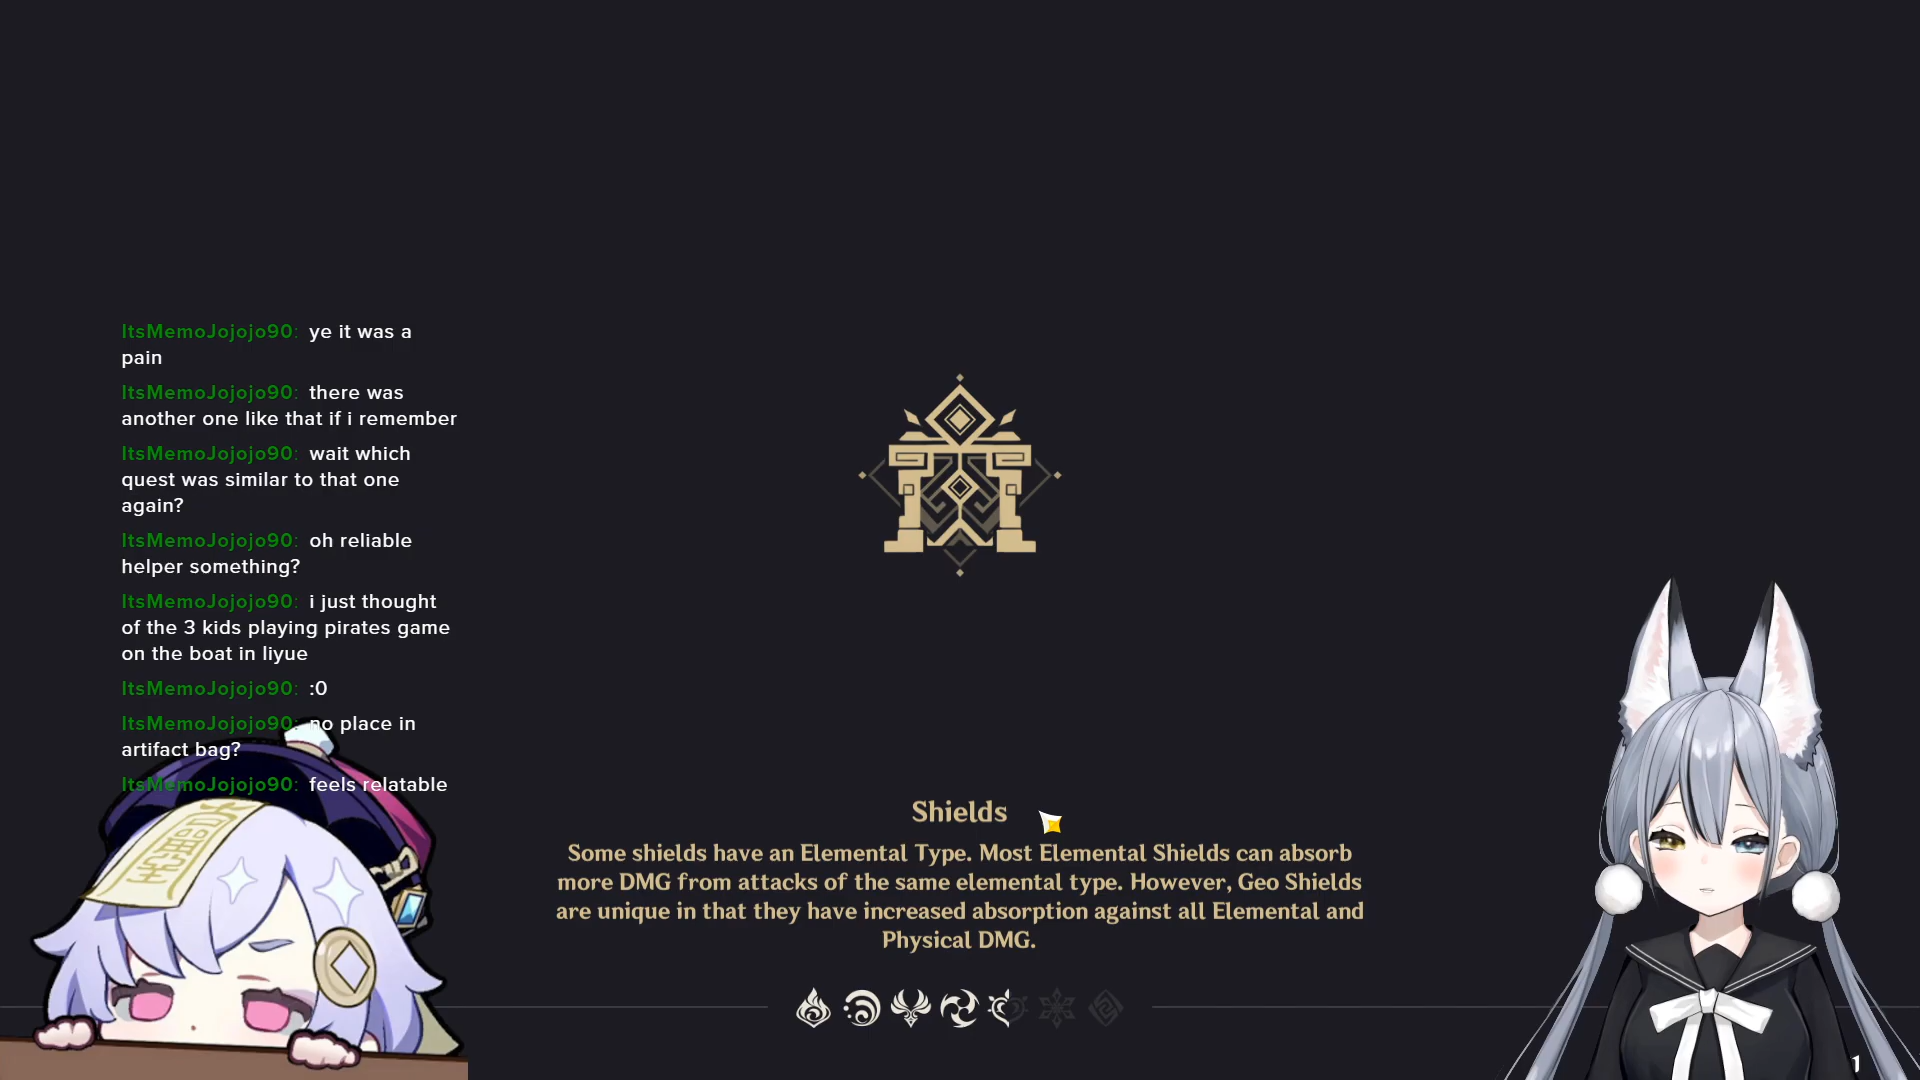 ItsMemoJojojo90: ye it was a
pain
ItsMemoJojojo90: there was
another one like that if i remember
ItsMemoJojojo90: wait which
quest was similar to that one
again?
ItsMemoJojojo90: oh reliable
helper something?
ItsMemoJojojo90: i just thought
of the 3 kids playing pirates game
on the boat in liyue
ItsMemoJojojo90: :0
ItsMemoJojojo90: no place in
artifact bag?
ItsMemoJojojo90: feels relatable
Shields
Some shields have an Elemental Type. Most Elemental Shields can absorb
more DMG from attacks of the same elemental type. However, Geo Shields
are unique in that they have increased absorption against all Elemental and
Physical DMG.